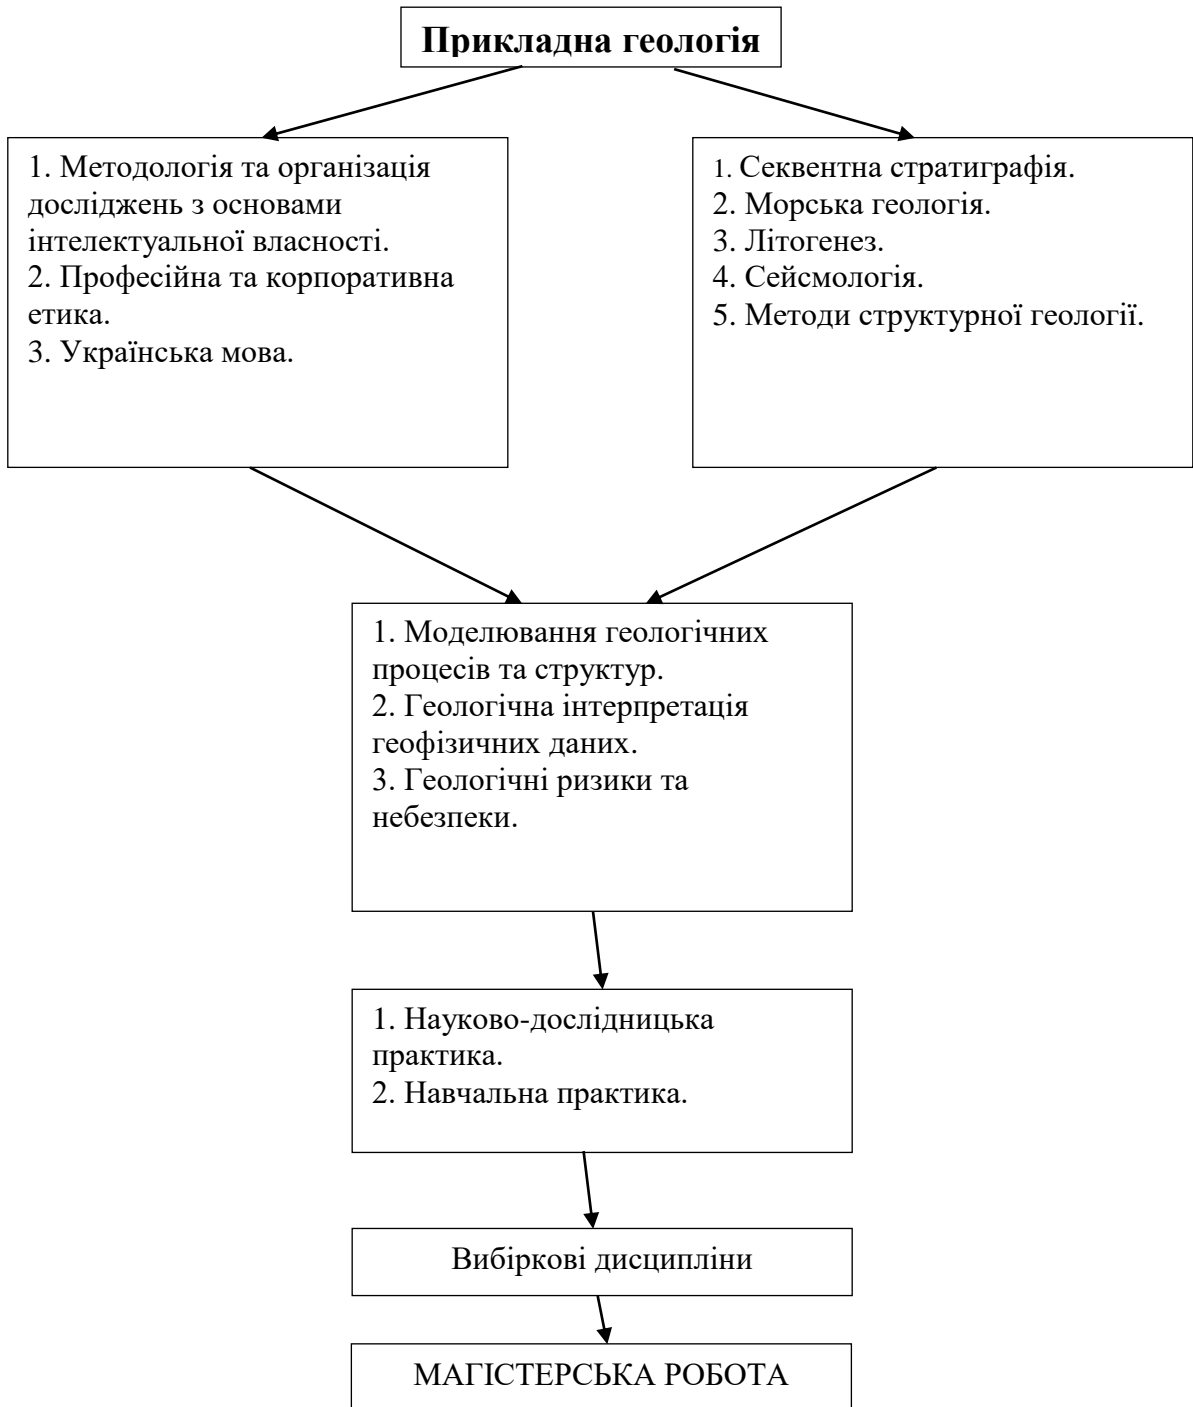 Прикладна геологія
1. Методологія та організація
досліджень з основами
інтелектуальної власності.
2. Професійна та корпоративна
етика.
3. Українська мова.
1. Секвентна стратиграфія.
2. Морська геологія.
3. Літогенез.
4. Сейсмологія.
5. Методи структурної геології.
1. Моделювання геологічних
процесів та структур.
2. Геологічна інтерпретація
геофізичних даних.
3. Геологічні ризики та
небезпеки.
1. Науково-дослідницька
практика.
2. Навчальна практика.
Вибіркові дисципліни
МАГІСТЕРСЬКА РОБОТА